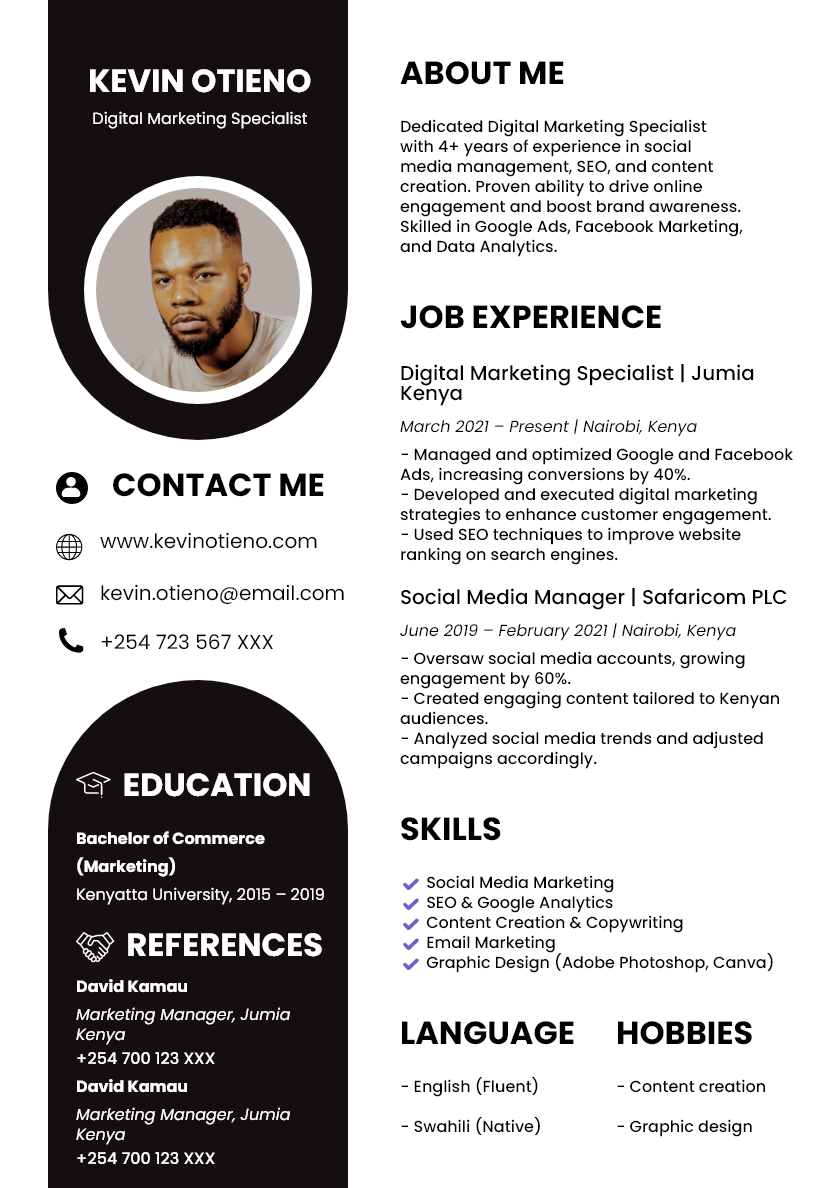 KEVIN OTIENO
Digital Marketing Specialist
CONTACT ME
www.kevinotieno.com
kevin.otieno@email.com
+254 723 567 XXX
EDUCATION
Bachelor of Commerce
(Marketing)
Kenyatta University, 2015 – 2019
REFERENCES
David Kamau
Marketing Manager, Jumia
Kenya
+254 700 123 XXX
David Kamau
Marketing Manager, Jumia
Kenya
+254 700 123 XXX
ABOUT ME
Dedicated Digital Marketing Specialist
with 4+ years of experience in social
media management, SEO, and content
creation. Proven ability to drive online
engagement and boost brand awareness.
Skilled in Google Ads, Facebook Marketing,
and Data Analytics.
JOB EXPERIENCE
Digital Marketing Specialist | Jumia
Kenya
March 2021 – Present | Nairobi, Kenya
- Managed and optimized Google and Facebook
Ads, increasing conversions by 40%.
- Developed and executed digital marketing
strategies to enhance customer engagement.
- Used SEO techniques to improve website
ranking on search engines.
Social Media Manager | Safaricom PLC
June 2019 – February 2021 | Nairobi, Kenya
- Oversaw social media accounts, growing
engagement by 60%.
- Created engaging content tailored to Kenyan
audiences.
- Analyzed social media trends and adjusted
campaigns accordingly.
SKILLS
Social Media Marketing
SEO & Google Analytics
Content Creation & Copywriting
Email Marketing
Graphic Design (Adobe Photoshop, Canva)
LANGUAGE
- English (Fluent)
- Swahili (Native)
HOBBIES
- Content creation
- Graphic design